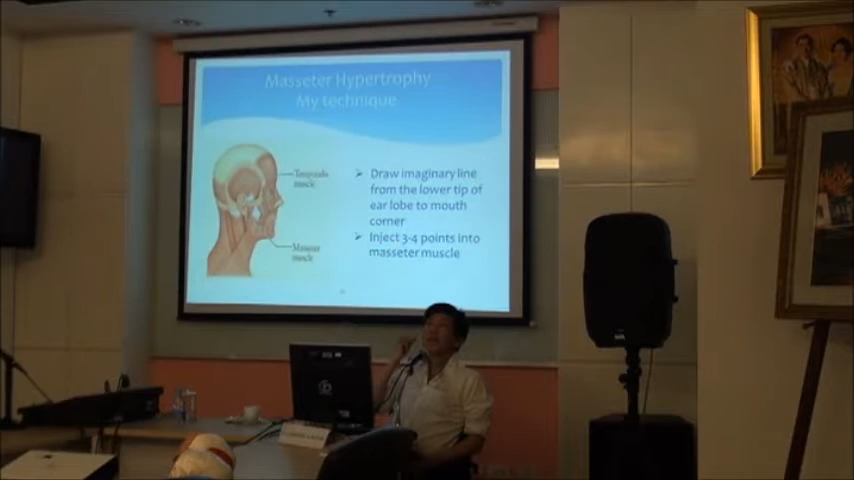 Masseter Hypertrophy
My technique
Temporalis
muscle
Masseter
muscle
➢ Draw imaginary line
from the lower tip of
ear lobe to mouth
corner
➢ Inject 3-4 points into
masseter muscle